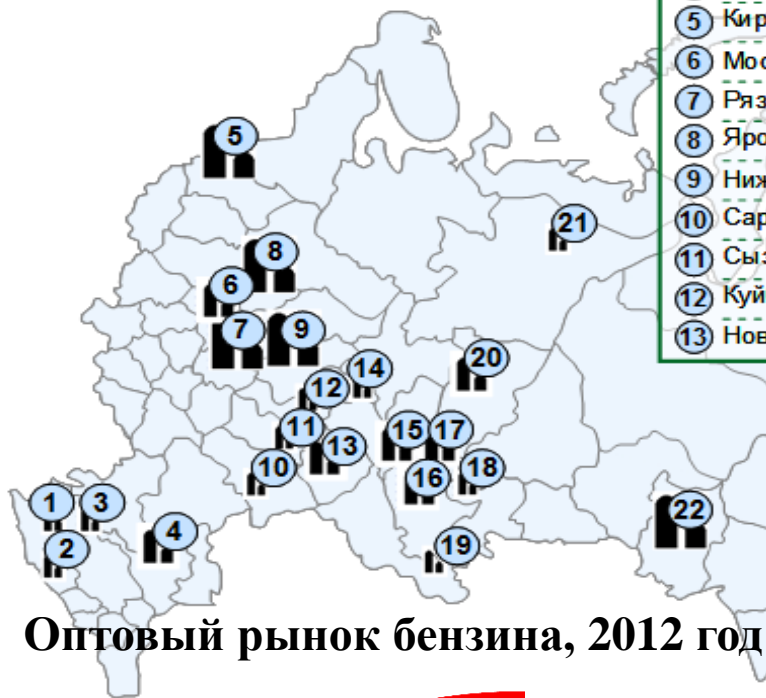 5 Кир
6 Мос
7 Ряз
8 Яро
9 Ниж
10 Сар
11 Сыз
12 Куй
13 Нов
5
21
8
6
7
9
14
20
12
11
13
15
17
10
16
18
1
3
22
4
2
19
Оптовый рынок бензина, 2012 год